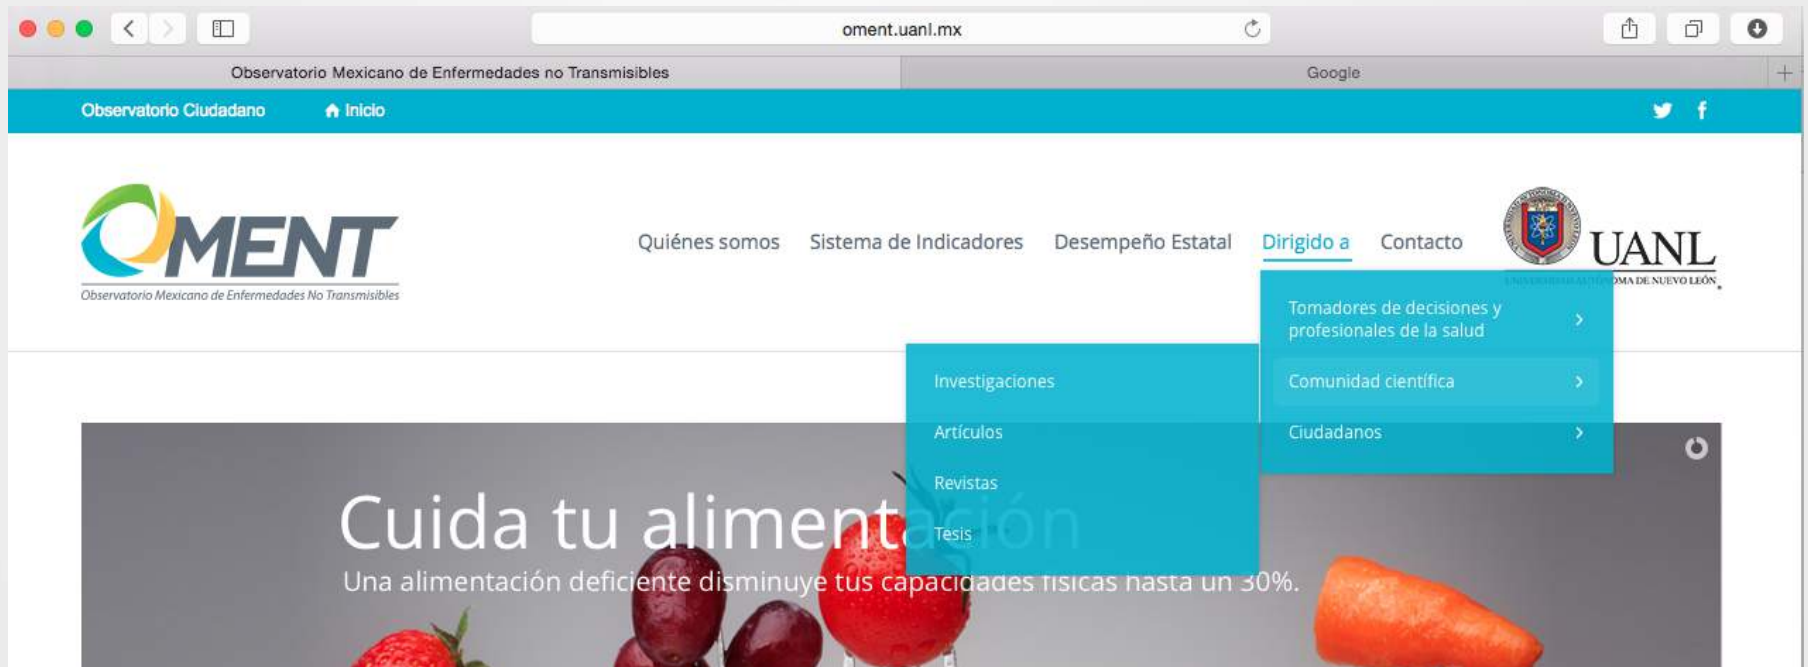 oment.uanl.mx
Observatorio Mexicano de Enfermedades no Transmisibles
Google
Observatorio Ciudadano
Inicio
OMENT
Observatorio Mexicano de Enfermedades No Transmisibles
Quiénes somos
Sistema de Indicadores
Desempeño Estatal
Dirigido a
Contacto
UANL
Tomadores de decisiones y
profesionales de la salud
Comunidad científica
Ciudadanos
Investigaciones
Artículos
Revistas
Tesis
Cuida tu alimentación
Una alimentación deficiente disminuye tus capacidades físicas hasta un 30%.